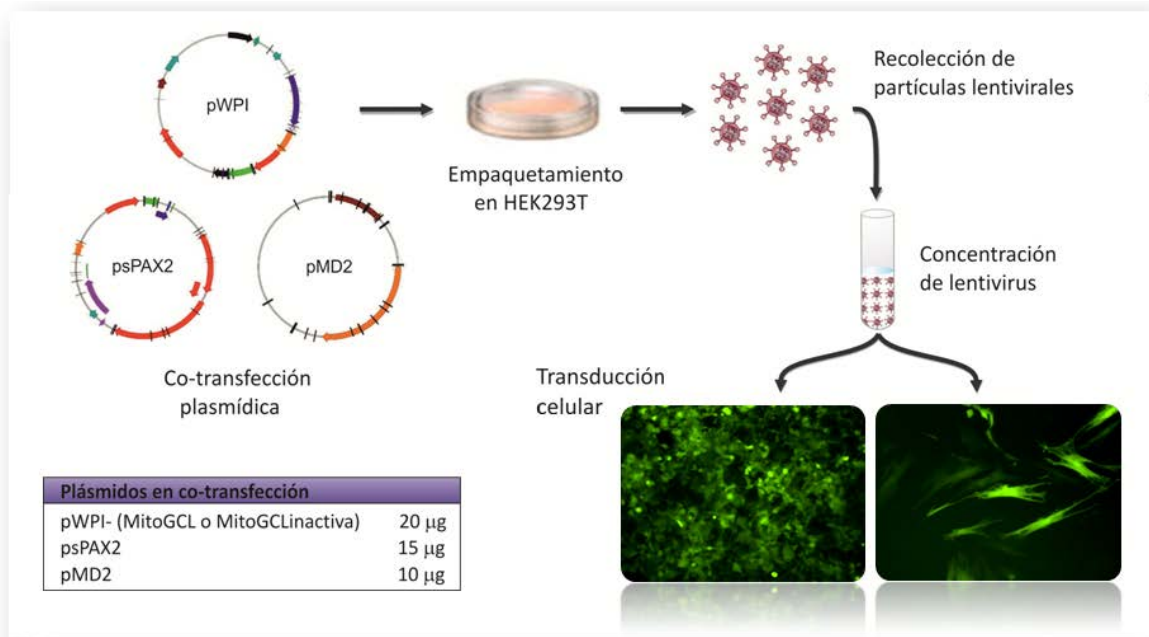 pWPI
Recolección de
partículas lentivirales
Empaquetamiento
en HEK293T
psPAX2
pMD2
Concentración
de lentivirus
Co-transfección
plasmídica
Transducción
celular
Plásmidos en co-transfección
pWPI- (MitoGCL o MitoGCLinactiva) 20 µg
psPAX2 15 µg
pMD2 10 µg